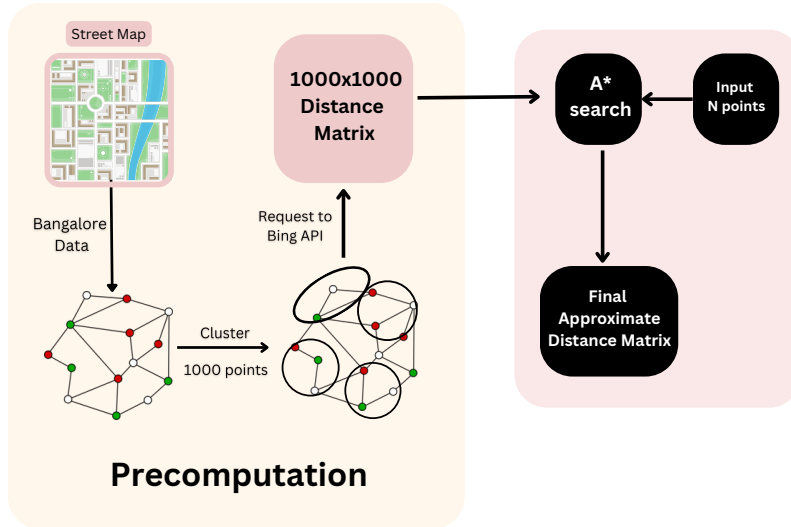 Street Map
Bangalore
Data
Cluster
1000 points
Request to
Bing API
1000x1000
Distance
Matrix
Precomputation
A*
search
Input
N points
Final
Approximate
Distance Matrix